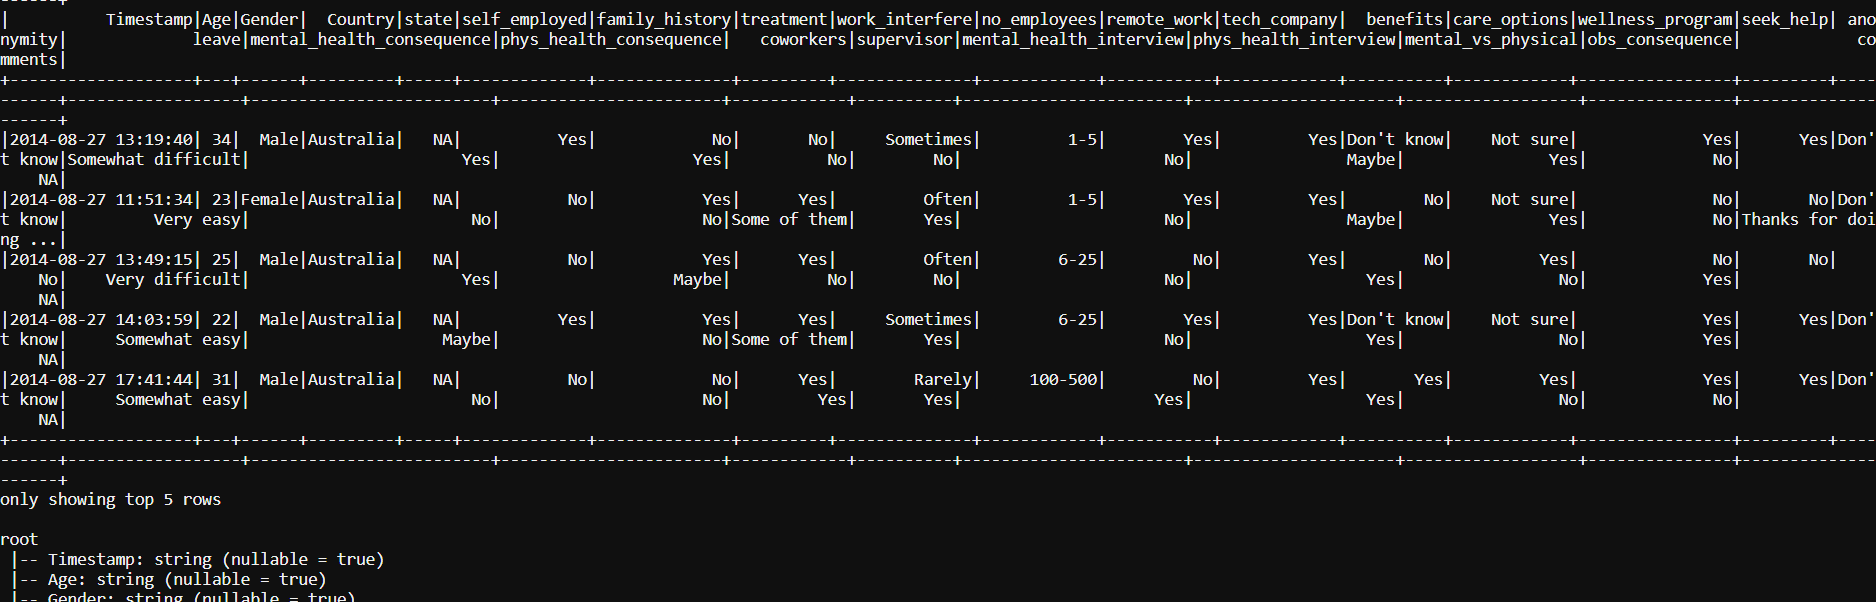 |          Timestamp|Age|Gender|  Country|state|self_employed|family_history|treatment|work_interfere|no_employees|remote_work|tech_company|  benefits|care_options|wellness_program|seek_help| ano
nymity|             leave|mental_health_consequence|phys_health_consequence|   coworkers|supervisor|mental_health_interview|phys_health_interview|mental_vs_physical|obs_consequence|            co
mments|
+-------------------+---+------+---------+-----+-------------+--------------+---------+--------------+------------+-----------+------------+----------+------------+----------------+---------+----
------+------------------+-------------------------+-----------------------+------------+----------+-----------------------+---------------------+------------------+---------------+--------------
------+
|2014-08-27 13:19:40| 34|  Male|Australia|   NA|          Yes|            No|       No|     Sometimes|         1-5|        Yes|         Yes|Don't know|    Not sure|             Yes|      Yes|Don'
t know|Somewhat difficult|                      Yes|                    Yes|          No|        No|                     No|                Maybe|               Yes|             No|
    NA|
|2014-08-27 11:51:34| 23|Female|Australia|   NA|           No|           Yes|      Yes|         Often|         1-5|        Yes|         Yes|        No|    Not sure|              No|       No|Don'
t know|         Very easy|                       No|                     No|Some of them|       Yes|                     No|                Maybe|               Yes|             No|Thanks for doi
ng ...|
|2014-08-27 13:49:15| 25|  Male|Australia|   NA|           No|           Yes|      Yes|         Often|        6-25|         No|         Yes|        No|         Yes|              No|       No|
    No|    Very difficult|                      Yes|                  Maybe|          No|        No|                     No|                  Yes|                No|            Yes|
    NA|
|2014-08-27 14:03:59| 22|  Male|Australia|   NA|          Yes|           Yes|      Yes|     Sometimes|        6-25|        Yes|         Yes|Don't know|    Not sure|             Yes|      Yes|Don'
t know|     Somewhat easy|                    Maybe|                     No|Some of them|       Yes|                     No|                  Yes|                No|            Yes|
    NA|
|2014-08-27 17:41:44| 31|  Male|Australia|   NA|           No|            No|      Yes|        Rarely|     100-500|         No|         Yes|       Yes|         Yes|             Yes|      Yes|Don'
t know|     Somewhat easy|                       No|                     No|         Yes|       Yes|                    Yes|                  Yes|                No|             No|
    NA|
+-------------------+---+------+---------+-----+-------------+--------------+---------+--------------+------------+-----------+------------+----------+------------+----------------+---------+----
------+------------------+-------------------------+-----------------------+------------+----------+-----------------------+---------------------+------------------+---------------+--------------
------+
only showing top 5 rows
root
 |-- Timestamp: string (nullable = true)
 |-- Age: string (nullable = true)
 |-- Gender: string (nullable = true)